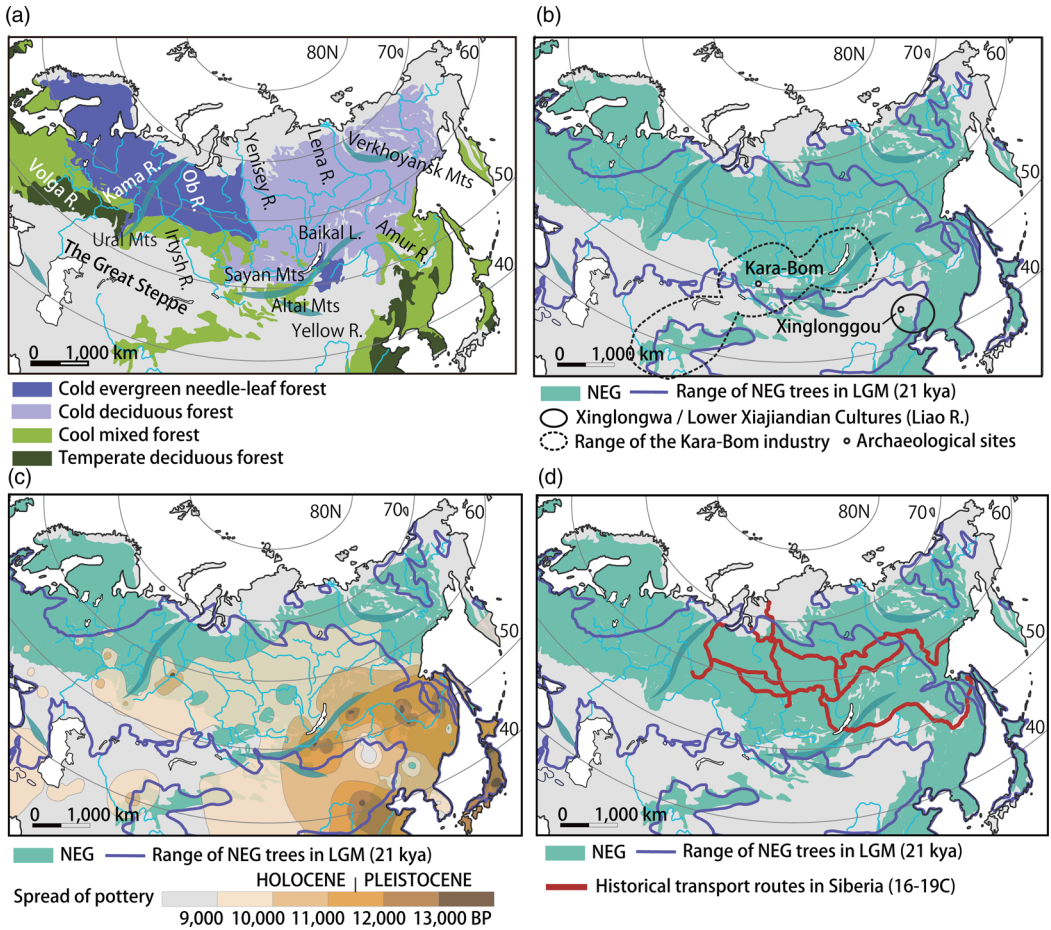 (a)
80N
70
60
50
40
Yenisey R.
Lena R.
Verkhoyansk Mts
Volga R.
Kama R.
Ob R.
Ural Mts
Irtysh R.
Baikal L.
Amur R.
The Great Steppe
Sayan Mts
Altai Mts
Yellow R.
0 1,000 km
Cold evergreen needle-leaf forest
Cold deciduous forest
Cool mixed forest
Temperate deciduous forest
(b)
80N
70
60
50
40
Kara-Bom
Xinglonggou
0 1,000 km
NEG Range of NEG trees in LGM (21 kya)
Xinglongwa / Lower Xiajiandian Cultures (Liao R.)
Range of the Kara-Bom industry Archaeological sites
(c)
80N
70
60
50
40
0 1,000 km
NEG Range of NEG trees in LGM (21 kya)
HOLOCENE | PLEISTOCENE
Spread of pottery
9,000 10,000 11,000 12,000 13,000 BP
(d)
80N
70
60
50
40
0 1,000 km
NEG Range of NEG trees in LGM (21 kya)
Historical transport routes in Siberia (16-19C)